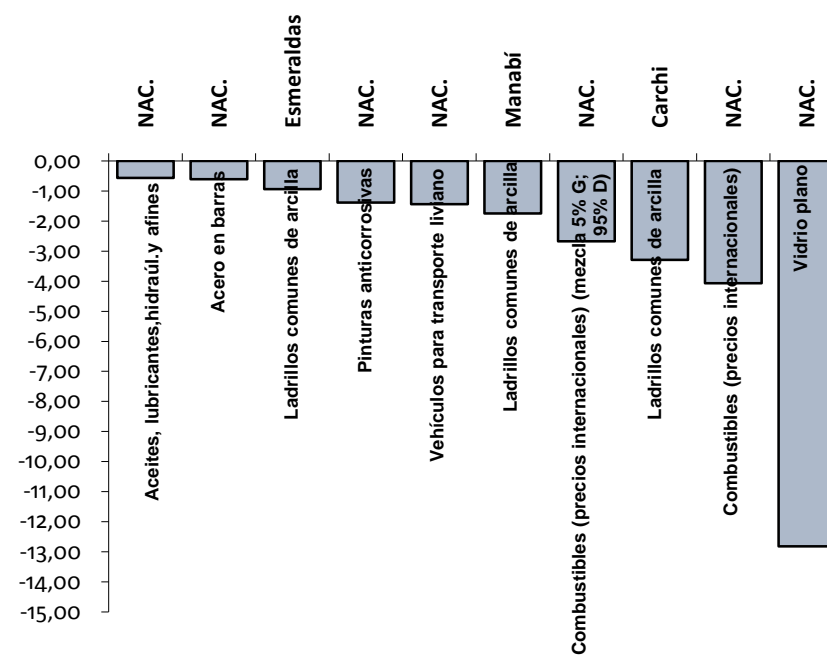 NAC.
NAC.
Esmeraldas
NAC.
NAC.
Manabí
NAC.
Carchi
NAC.
NAC.
0,00
-1,00
-2,00
-3,00
-4,00
-5,00
-6,00
-7,00
-8,00
-9,00
-10,00
-11,00
-12,00
-13,00
-14,00
-15,00
Aceites, lubricantes,hidraúl.y afines
Acero en barras
Ladrillos comunes de arcilla
Pinturas anticorrosivas
Vehículos para transporte liviano
Ladrillos comunes de arcilla
Combustibles (precios internacionales) (mezcla 5% G;
95% D)
Ladrillos comunes de arcilla
Combustibles (precios internacionales)
Vidrio plano